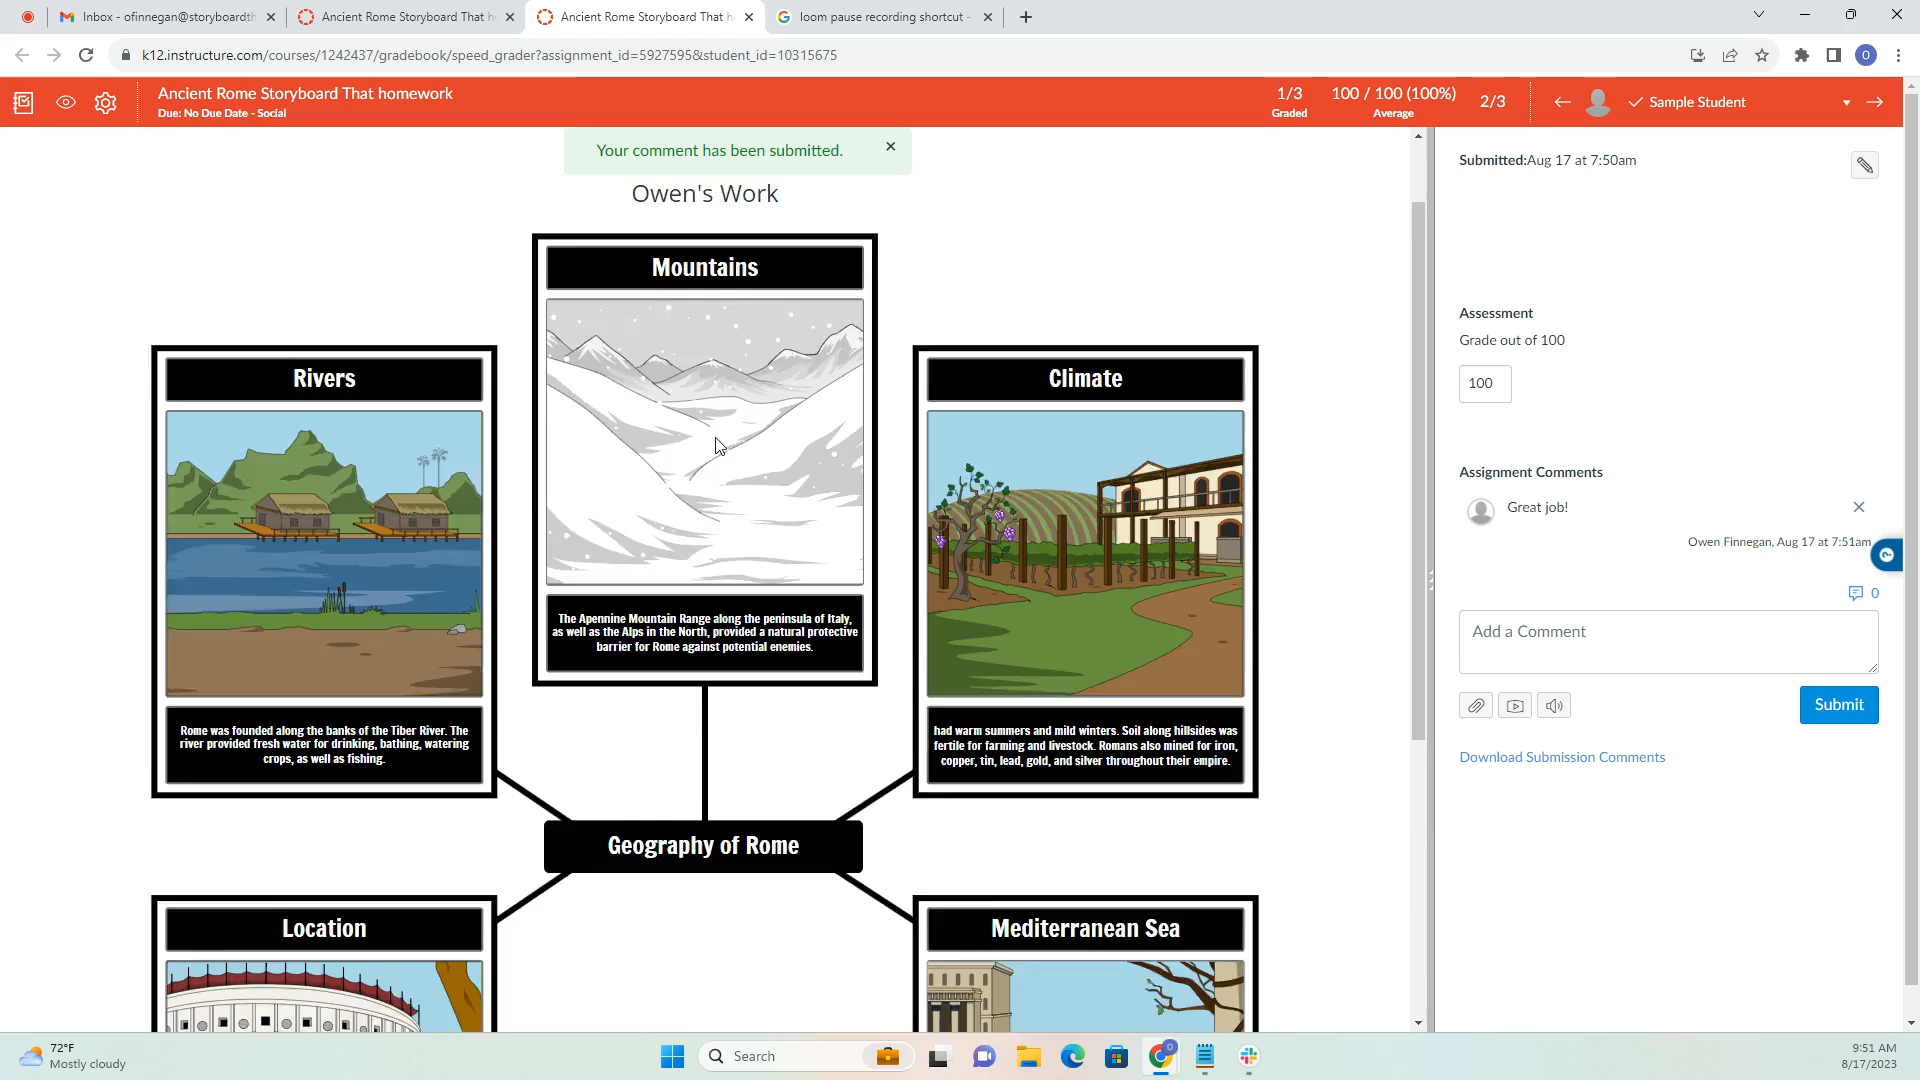 Inbox - ofinnegan@storyboardth
Ancient Rome Storyboard That h
Ancient Rome Storyboard That h
loom pause recording shortcut -
k12.instructure.com/courses/1242437/gradebook/speed_grader?assignment_id=5927595&student_id=10315675
O
Ancient Rome Storyboard That homework
Due: No Due Date - Social
1/3
Graded
100 / 100 (100%)
Average
2/3
Sample Student
Your comment has been submitted.
Owen's Work
Mountains
The Apennine Mountain Range along the peninsula of Italy,
as well as the Alps in the North, provided a natural protective
barrier for Rome against potential enemies.
Rivers
Rome was founded along the banks of the Tiber River. The
river provided fresh water for drinking, bathing, watering
crops, as well as fishing.
Climate
had warm summers and mild winters. Soil along hillsides was
fertile for farming and livestock. Romans also mined for iron,
copper, tin, lead, gold, and silver throughout their empire.
Geography of Rome
Location
Mediterranean Sea
Submitted:Aug 17 at 7:50am
Assessment
Grade out of 100
100
Assignment Comments
Great job!
Owen Finnegan, Aug 17 at 7:51am
0
Add a Comment
Submit
Download Submission Comments
72°F
Mostly cloudy
Search
9:51 AM
8/17/2023